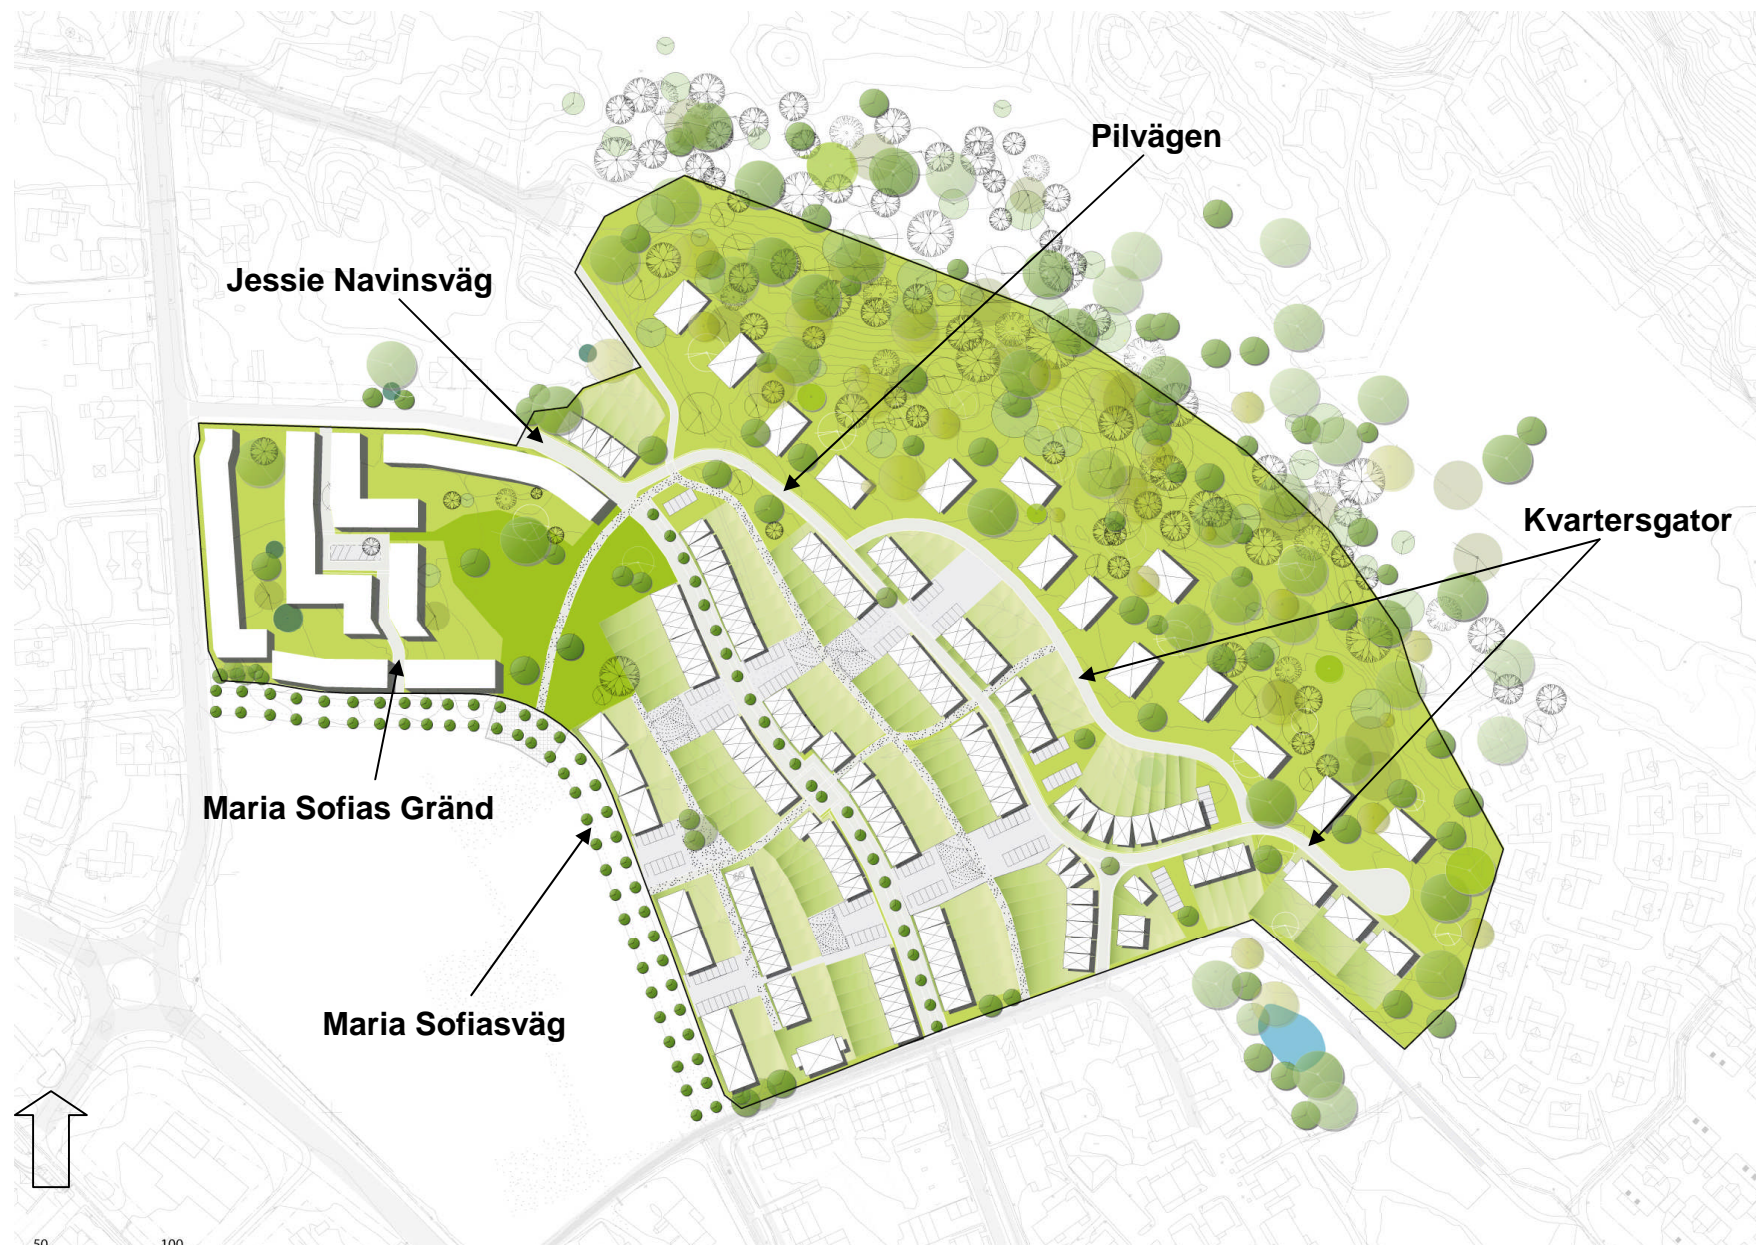 Pilvägen
Jessie Navinsväg
Kvartersgator
Maria Sofias Gränd
Maria Sofiasväg
50 100